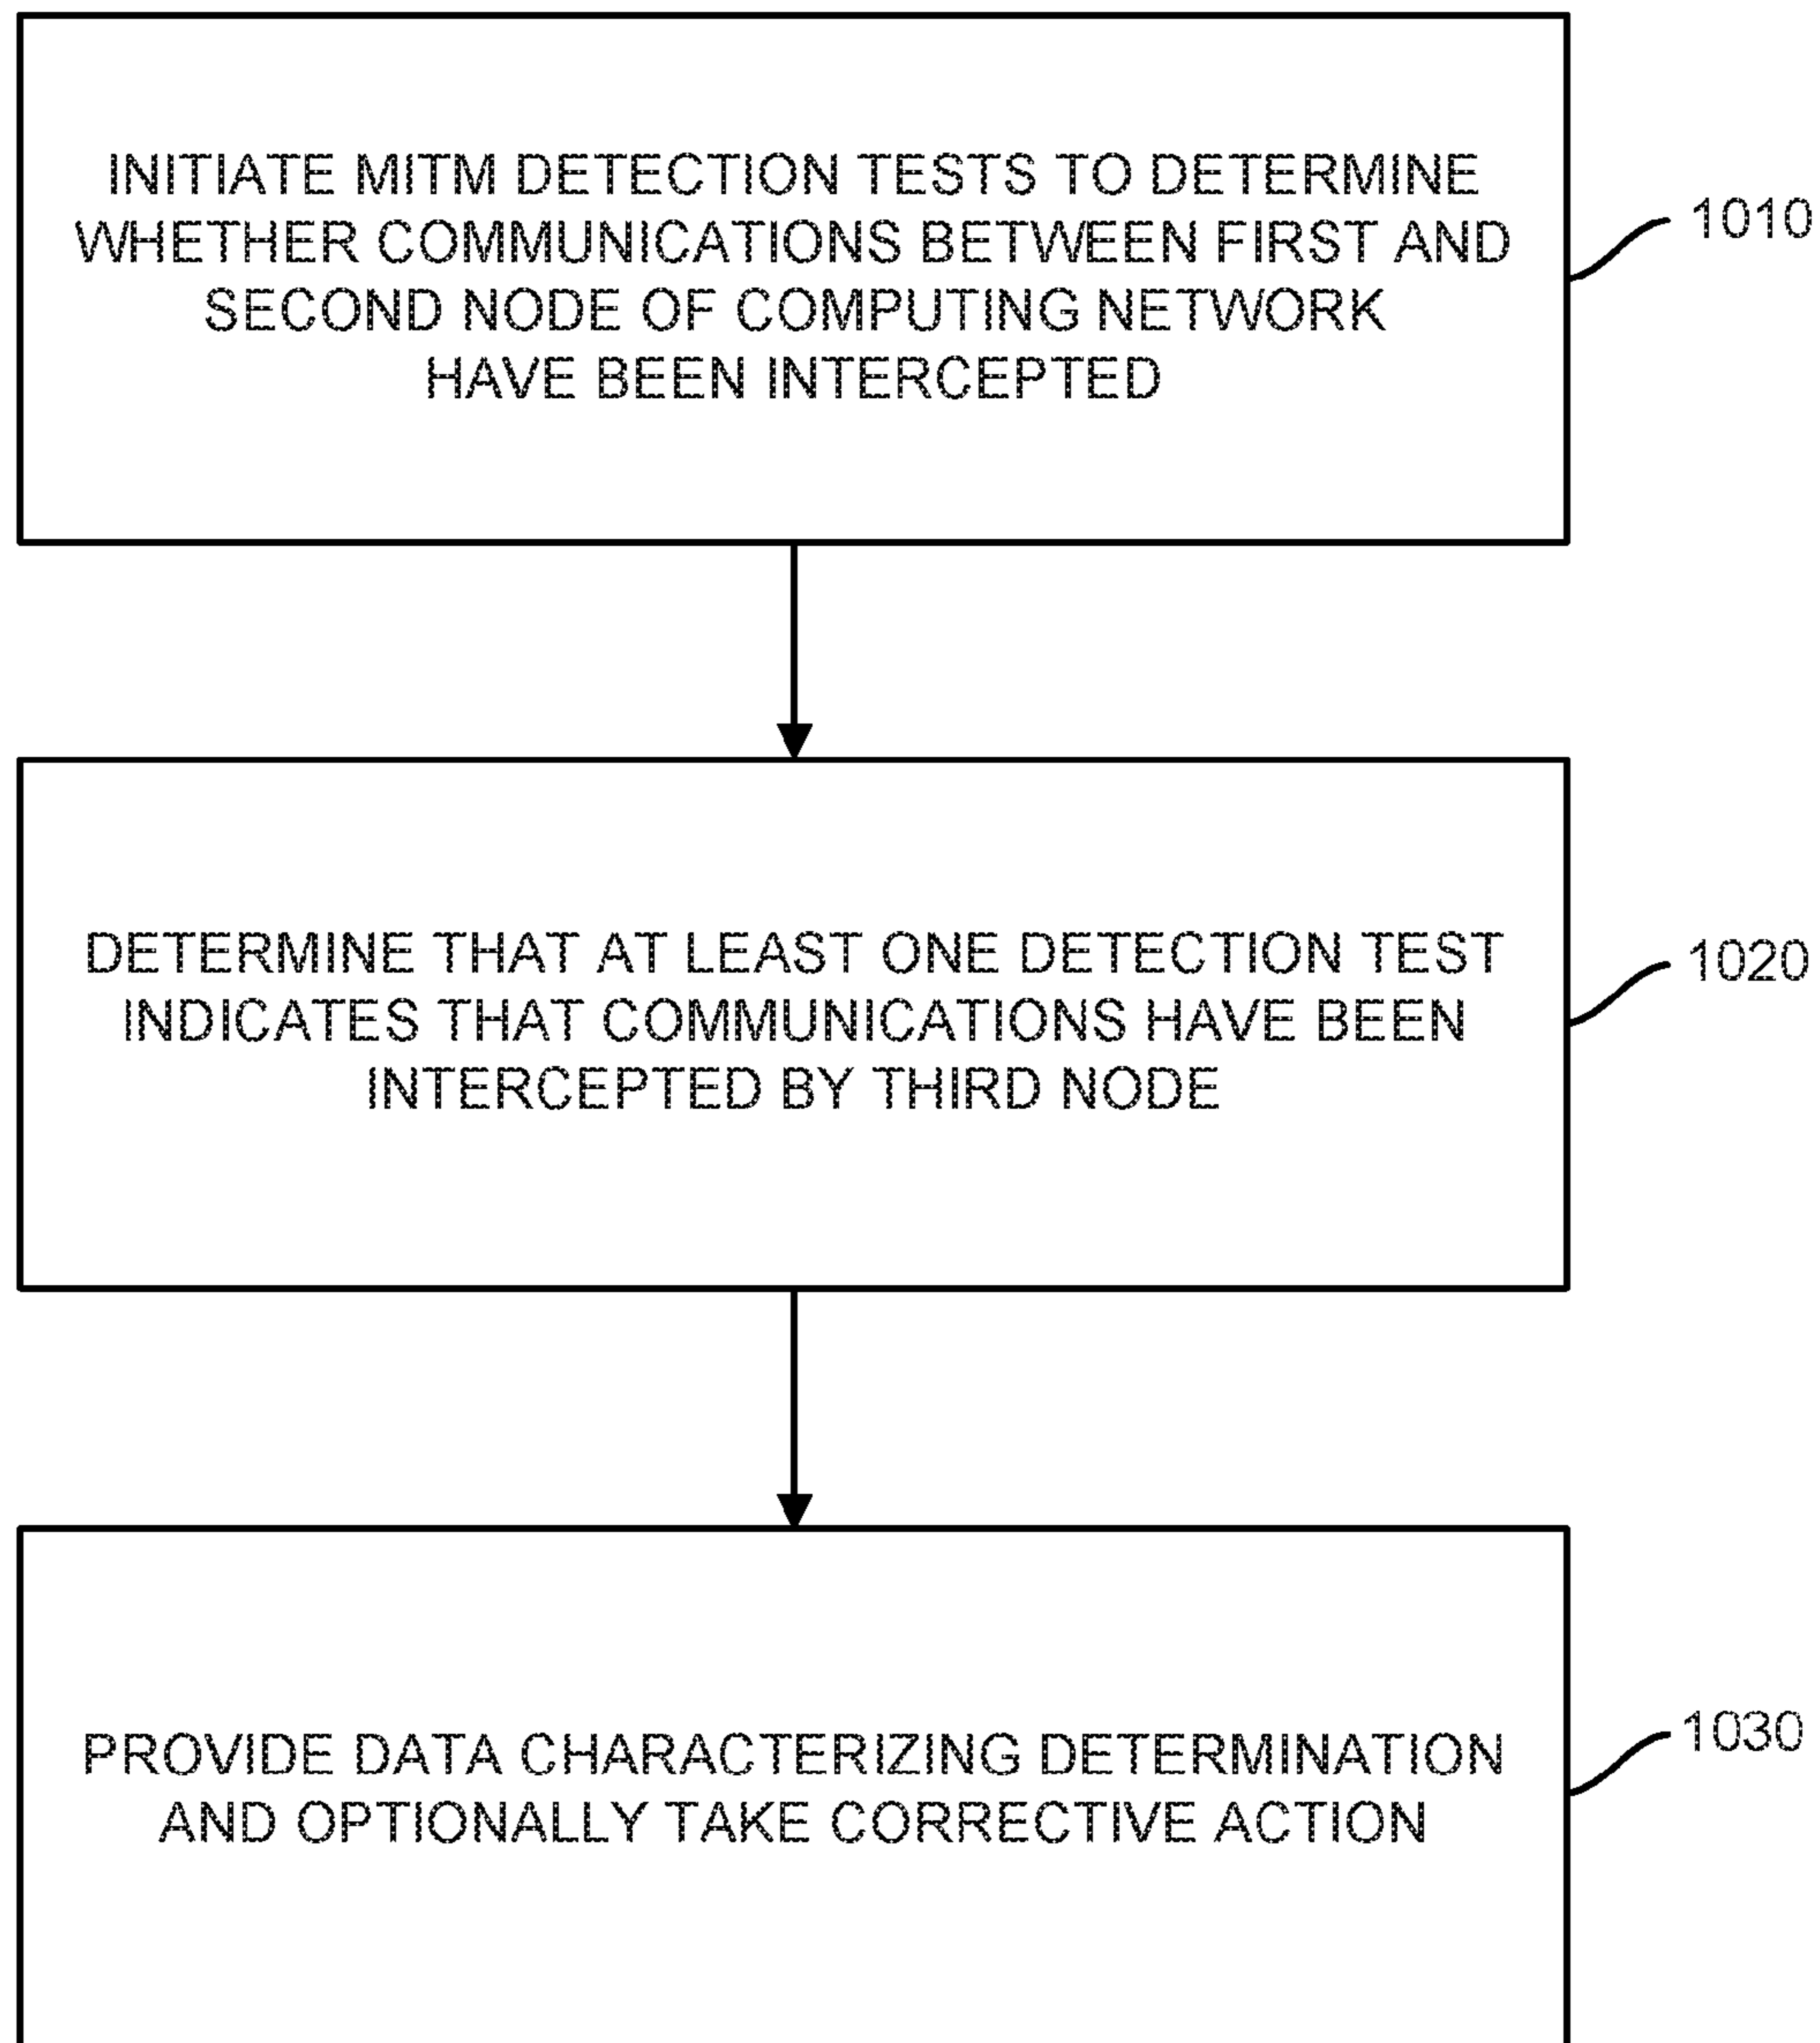 INITIATE MITM DETECTION TESTS TO DETERMINE
WHETHER COMMUNICATIONS BETWEEN FIRST AND
SECOND NODE OF COMPUTING NETWORK
HAVE BEEN INTERCEPTED
1010
DETERMINE THAT AT LEAST ONE DETECTION TEST
INDICATES THAT COMMUNICATIONS HAVE BEEN
INTERCEPTED BY THIRD NODE
1020
PROVIDE DATA CHARACTERIZING DETERMINATION
AND OPTIONALLY TAKE CORRECTIVE ACTION
1030